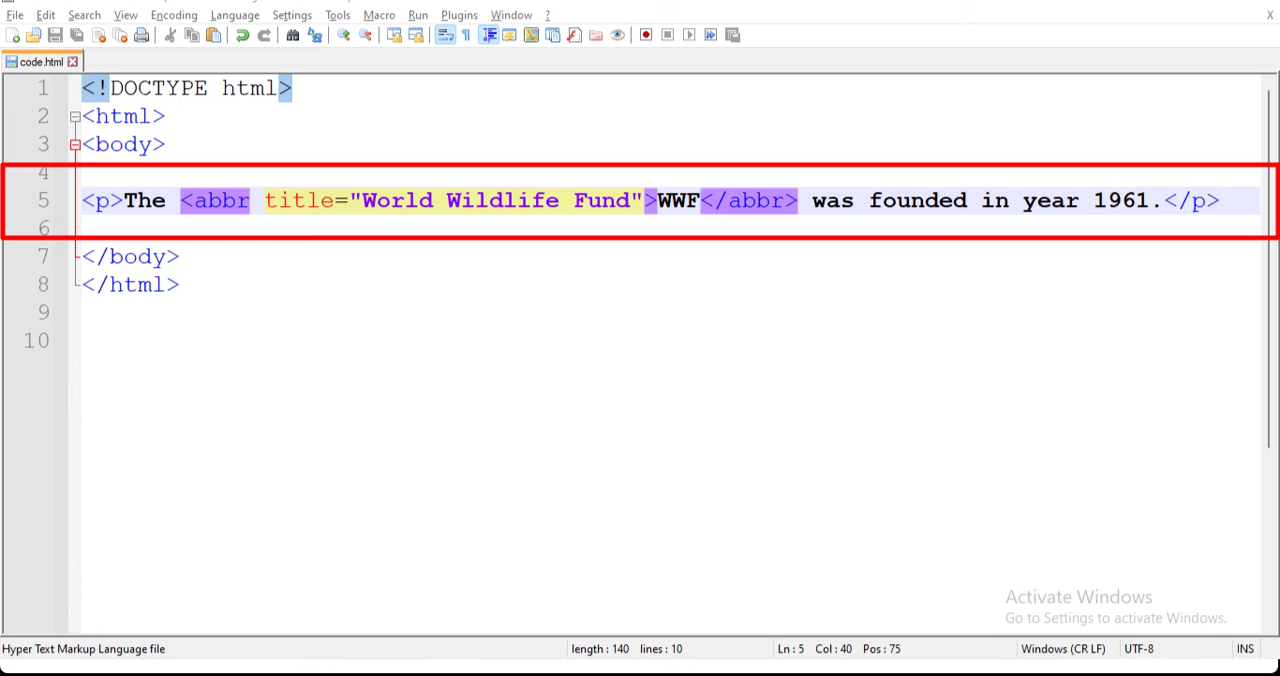 File Edit Search View Encoding Language Settings Tools Macro Run Plugins Window ? X
code.html
1 <!DOCTYPE html>
2 <html>
3 <body>
4
5 <p>The <abbr title="World Wildlife Fund">WWF</abbr> was founded in year 1961.</p>
6
7 </body>
8 </html>
9
10
Activate Windows
Go to Settings to activate Windows.
Hyper Text Markup Language file length : 140 lines : 10 Ln : 5 Col : 40 Pos : 75 Windows (CR LF) UTF-8 INS